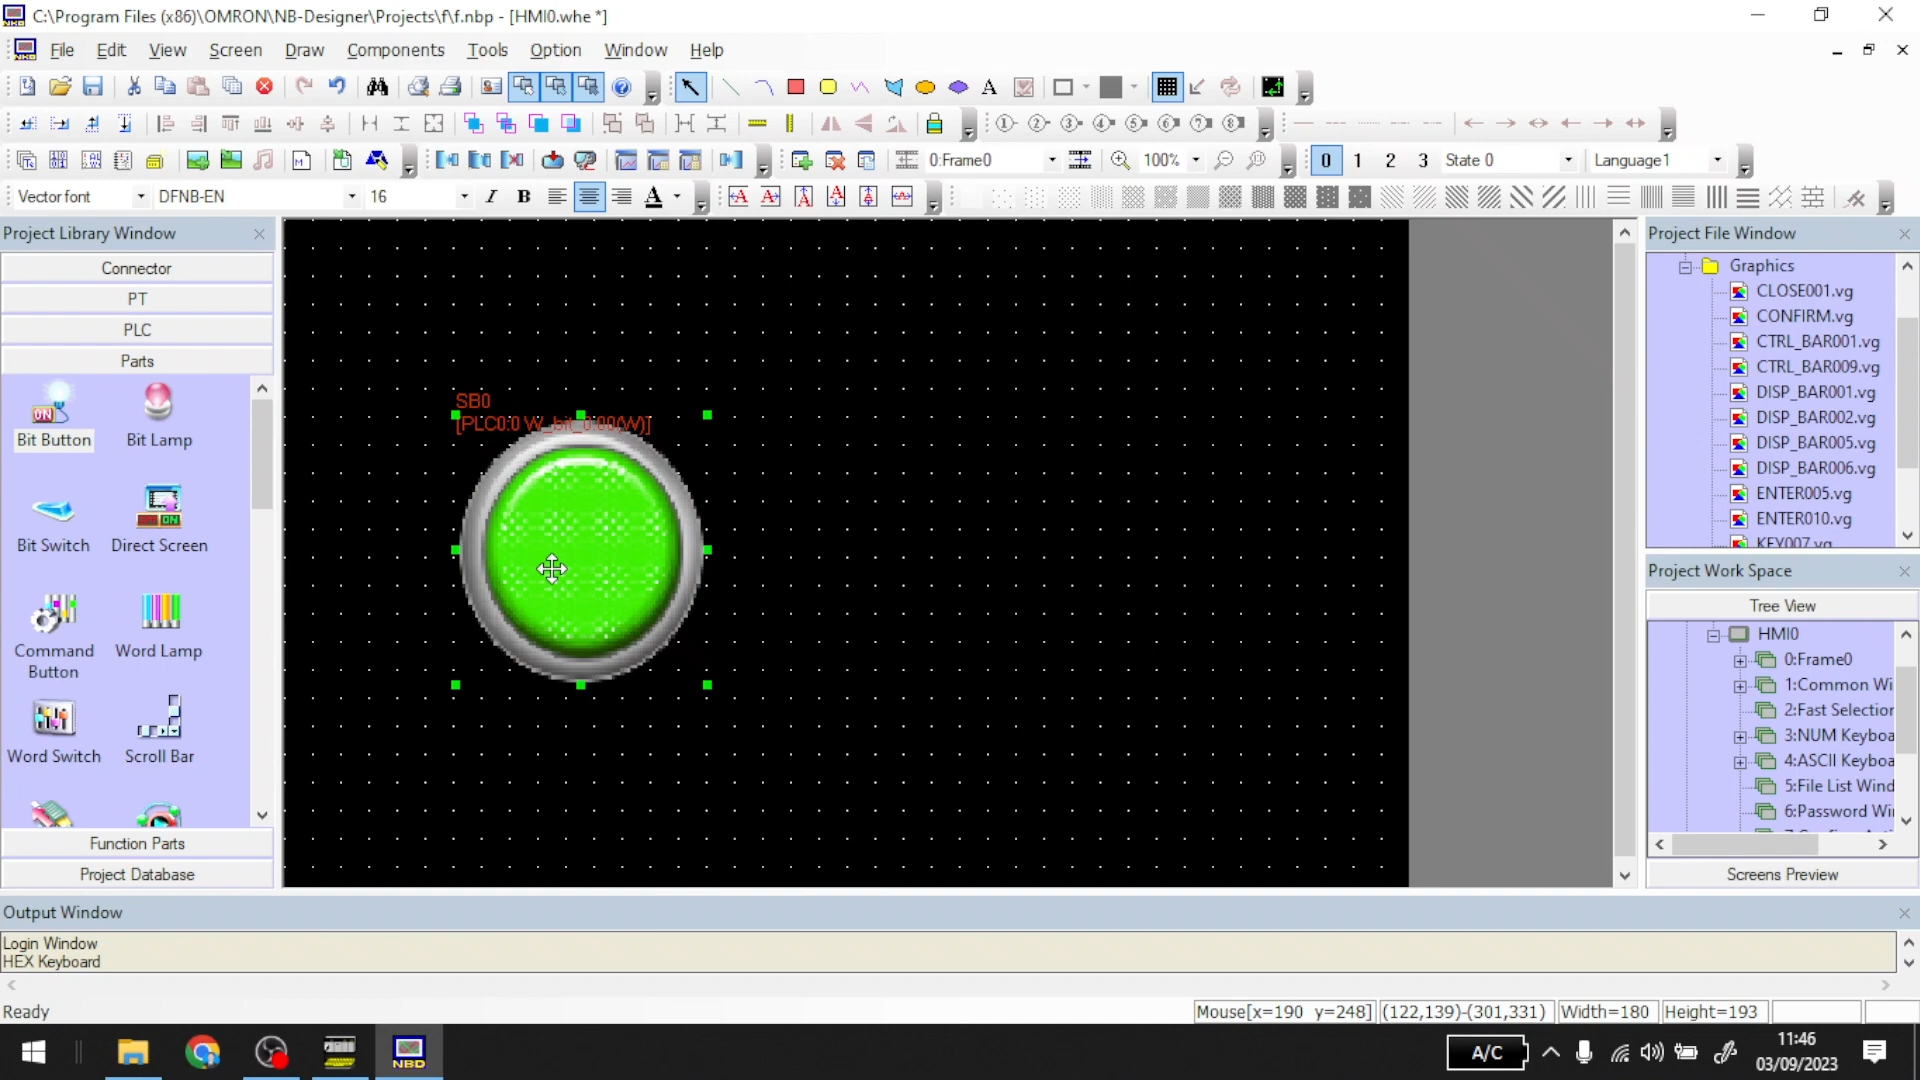 C:\Program Files (x86)\OMRON\NB-Designer\Projects\f\f.nbp - [HMI0.whe *]
File Edit View Screen Draw Components Tools Option Window Help
0:Frame0 100% 0 1 2 3 State 0 Language1
Vector font DFNB-EN 16 I B A
Project Library Window
Connector
PT
PLC
Parts
Bit Button Bit Lamp
Bit Switch Direct Screen
Command Button Word Lamp
Word Switch Scroll Bar
Function Parts
Project Database
SB0
[PLC0:0 W_bit_0.00(W)]
Project File Window
Graphics
CLOSE001.vg
CONFIRM.vg
CTRL_BAR001.vg
CTRL_BAR009.vg
DISP_BAR001.vg
DISP_BAR002.vg
DISP_BAR005.vg
DISP_BAR006.vg
ENTER005.vg
ENTER010.vg
KEY007.vg
Project Work Space
Tree View
HMI0
0:Frame0
1:Common Wi
2:Fast Selection
3:NUM Keyboa
4:ASCII Keyboa
5:File List Wind
6:Password Wi
Screens Preview
Output Window
Login Window
HEX Keyboard
Ready Mouse[x=190 y=248] (122,139)-(301,331) Width=180 Height=193
NBD A/C 11:46
03/09/2023